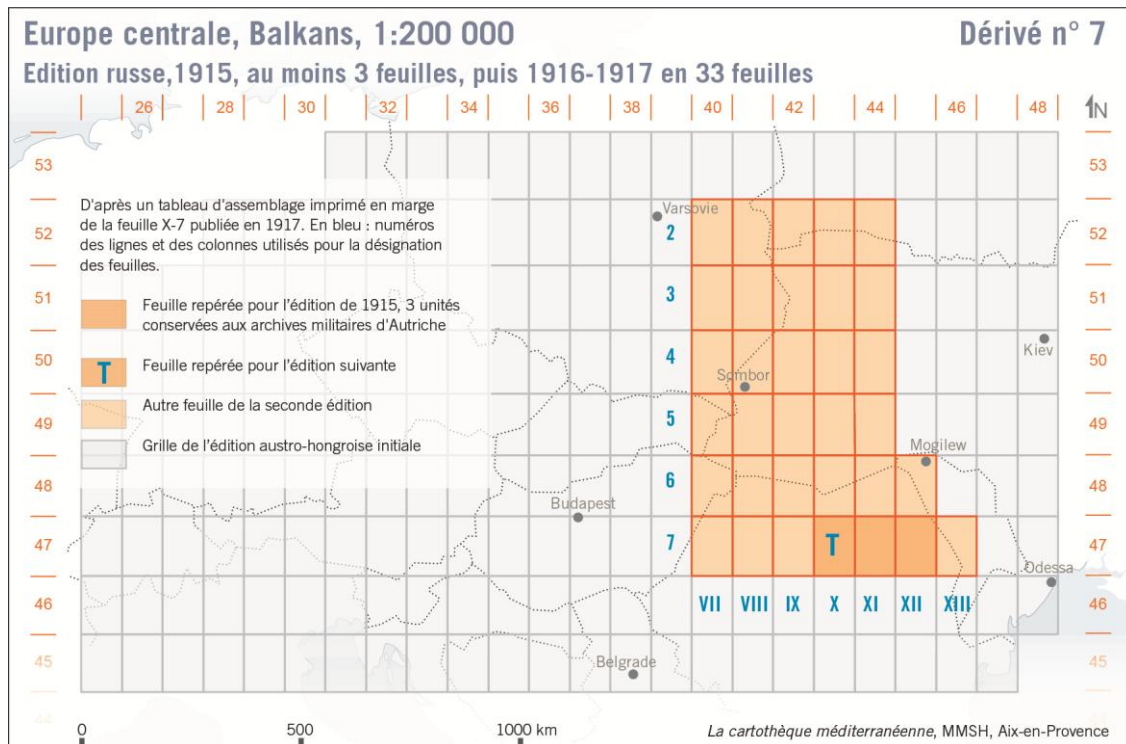 Europe centrale, Balkans, 1:200 000
Dérivé n° 7
Edition russe,1915, au moins 3 feuilles, puis 1916-1917 en 33 feuilles
26 28 30 32 34 36 38 40 42 44 46 48
N
53 53
D'après un tableau d'assemblage imprimé en marge
de la feuille X-7 publiée en 1917. En bleu : numéros
des lignes et des colonnes utilisés pour la désignation
des feuilles.
Varsovie
52 2 52
Feuille repérée pour l'édition de 1915, 3 unités
conservées aux archives militaires d'Autriche
51 3 51
Kiev
T Feuille repérée pour l'édition suivante
50 4 50
Sombor
Autre feuille de la seconde édition
49 5 49
Grille de l'édition austro-hongroise initiale
Mogilew
48 6 48
Budapest
47 7 T 47
Odessa
46 VII VIII IX X XI XII XIII 46
45 45
Belgrade
44 44
0 500 1000 km
La cartothèque méditerranéenne, MMSH, Aix-en-Provence